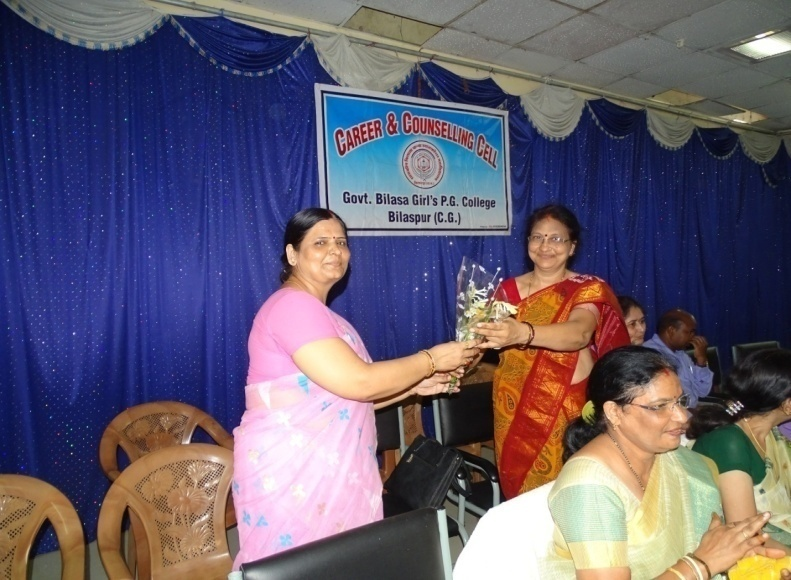 CAREER & COUNSELLING CELL
Govt. Bilasa Girl's P.G. College
Bilaspur (C.G.)